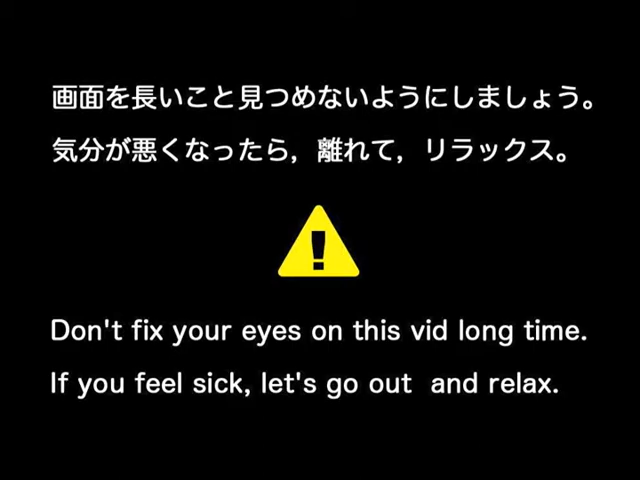 画面を長いこと見つめないようにしましょう。
気分が悪くなったら，離れて，リラックス。
!
Don't fix your eyes on this vid long time.
If you feel sick, let's go out  and relax.